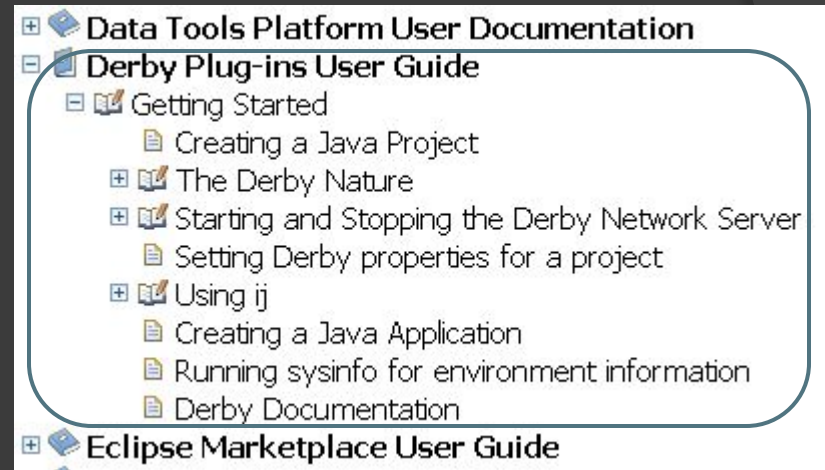 Data Tools Platform User Documentation
Derby Plug-ins User Guide
Getting Started
Creating a Java Project
The Derby Nature
Starting and Stopping the Derby Network Server
Setting Derby properties for a project
Using ij
Creating a Java Application
Running sysinfo for environment information
Derby Documentation
Eclipse Marketplace User Guide